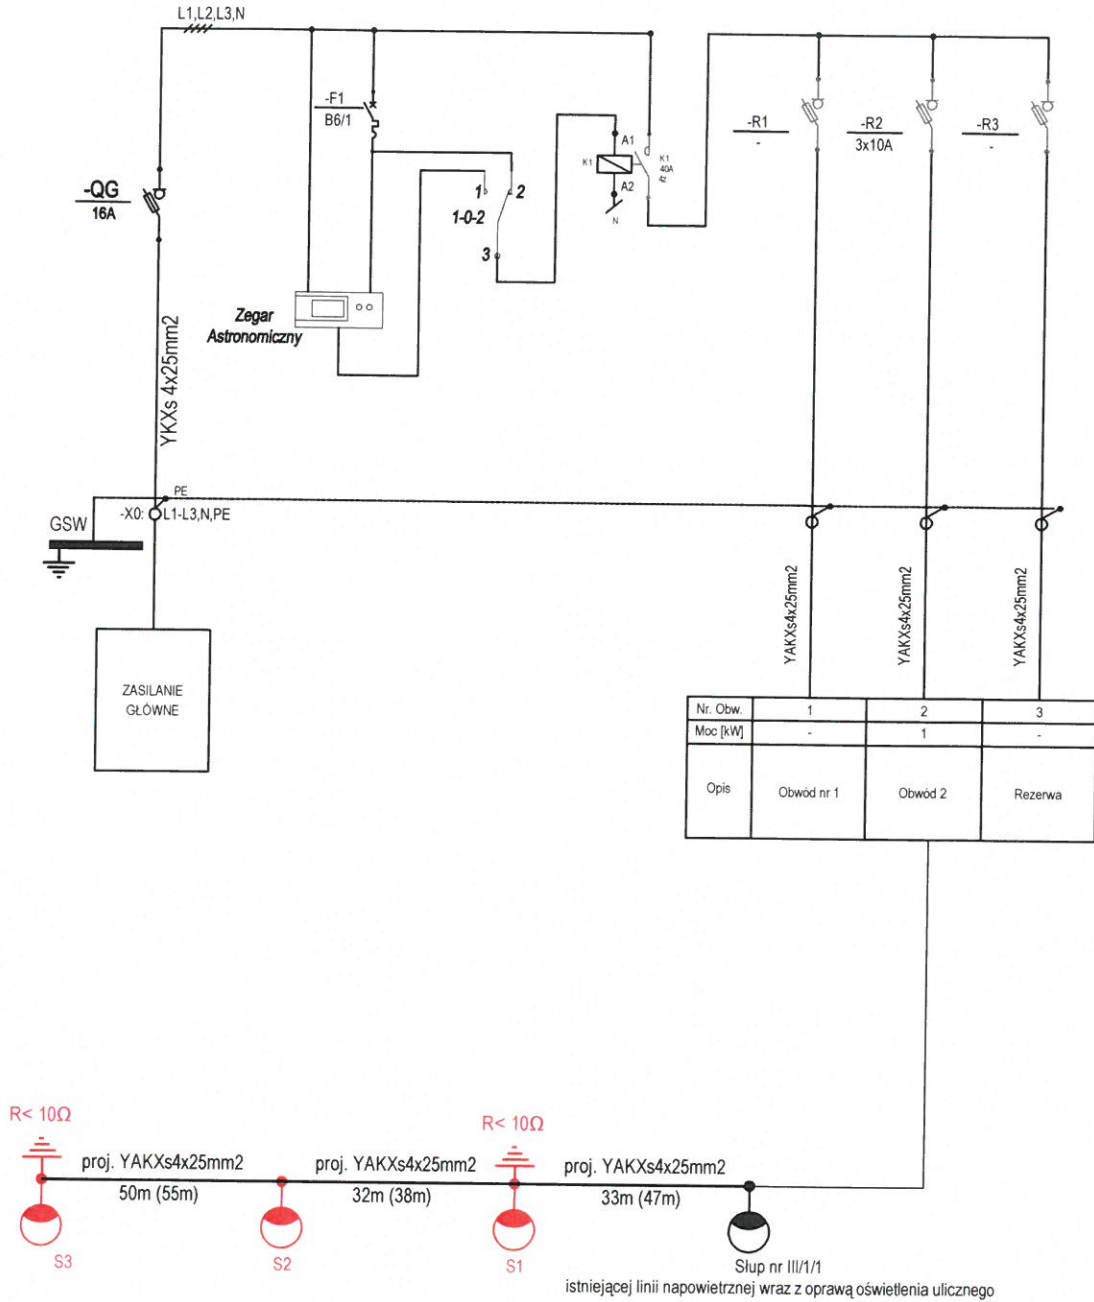 L1,L2,L3,N
-F1
B6/1
-QG
16A
1
2
1-0-2
3
A1
K1
A2
N
K1
40A
-R1
-
-R2
3x10A
-R3
-
Zegar
Astronomiczny
YKXs 4x25mm2
PE
-X0:
L1-L3,N,PE
GSW
ZASILANIE
GŁÓWNE
YAKXs4x25mm2
YAKXs4x25mm2
YAKXs4x25mm2
Nr. Obw. 1 2 3
Moc [kW] - 1 -
Opis Obwód nr 1 Obwód 2 Rezerwa
R< 10Ω
R< 10Ω
proj. YAKXs4x25mm2
50m (55m)
proj. YAKXs4x25mm2
32m (38m)
proj. YAKXs4x25mm2
33m (47m)
S3
S2
S1
Słup nr III/1/1
istniejącej linii napowietrznej wraz z oprawą oświetlenia ulicznego